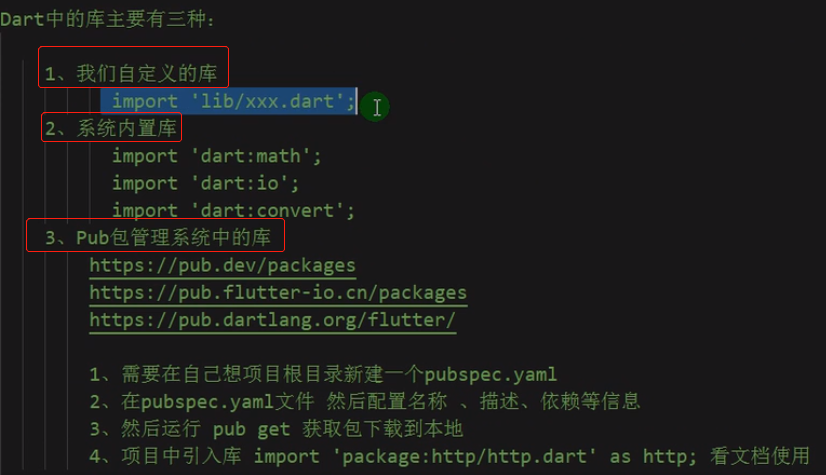 Dart中的库主要有三种:
1、我们自定义的库
import 'lib/xxx.dart';
2、系统内置库
import 'dart:math';
import 'dart:io';
import 'dart:convert';
3、Pub包管理系统中的库
https://pub.dev/packages
https://pub.flutter-io.cn/packages
https://pub.dartlang.org/flutter/
1、需要在自己想项目根目录新建一个pubspec.yaml
2、在pubspec.yaml文件 然后配置名称 、描述、依赖等信息
3、然后运行 pub get 获取包下载到本地
4、项目中引入库 import 'package:http/http.dart' as http; 看文档使用